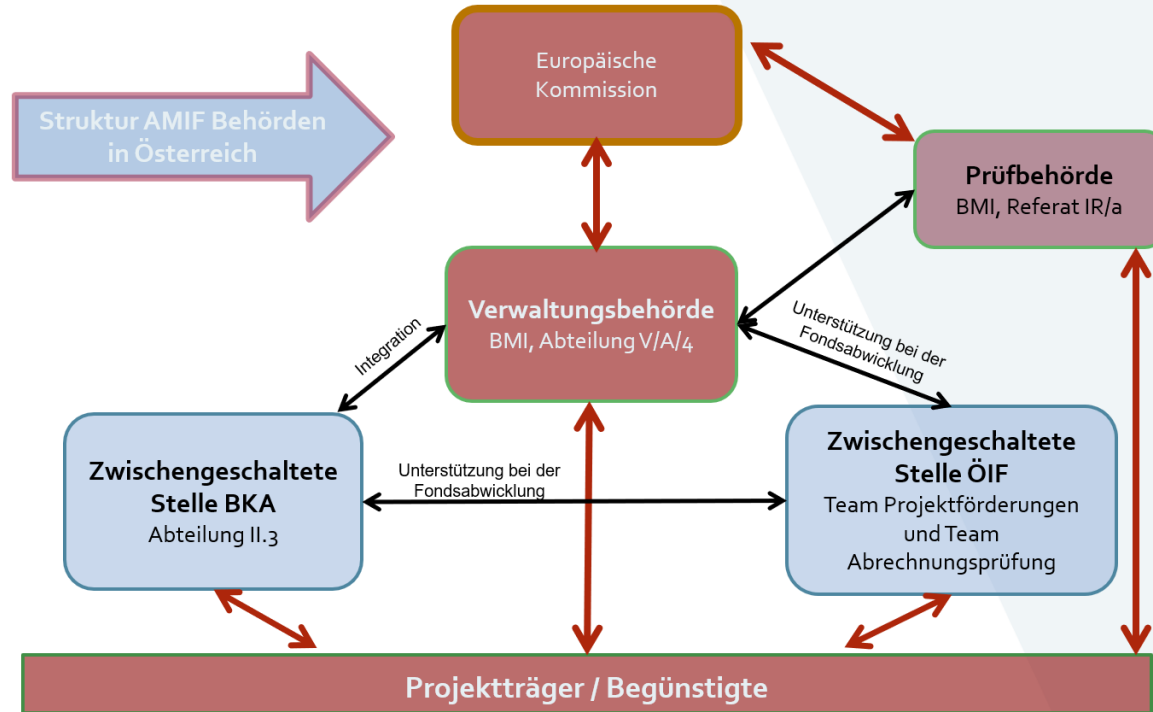 Europäische
Kommission
Struktur AMIF Behörden
in Österreich
Prüfbehörde
BMI, Referat IR/a
Verwaltungsbehörde
BMI, Abteilung V/A/4
Integration
Unterstützung bei der
Fondsabwicklung
Zwischengeschaltete
Stelle BKA
Abteilung II.3
Unterstützung bei der
Fondsabwicklung
Zwischengeschaltete
Stelle ÖIF
Team Projektförderungen
und Team
Abrechnungsprüfung
Projektträger / Begünstigte